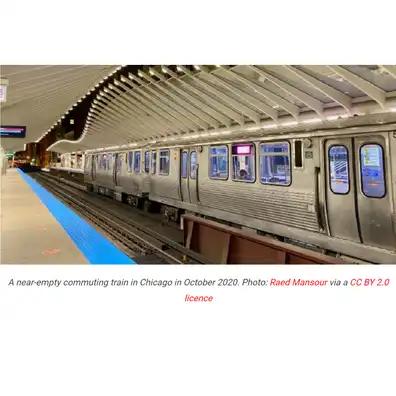 A near-empty commuting train in Chicago in October 2020. Photo: Raed Mansour via a CC BY 2.0
licence